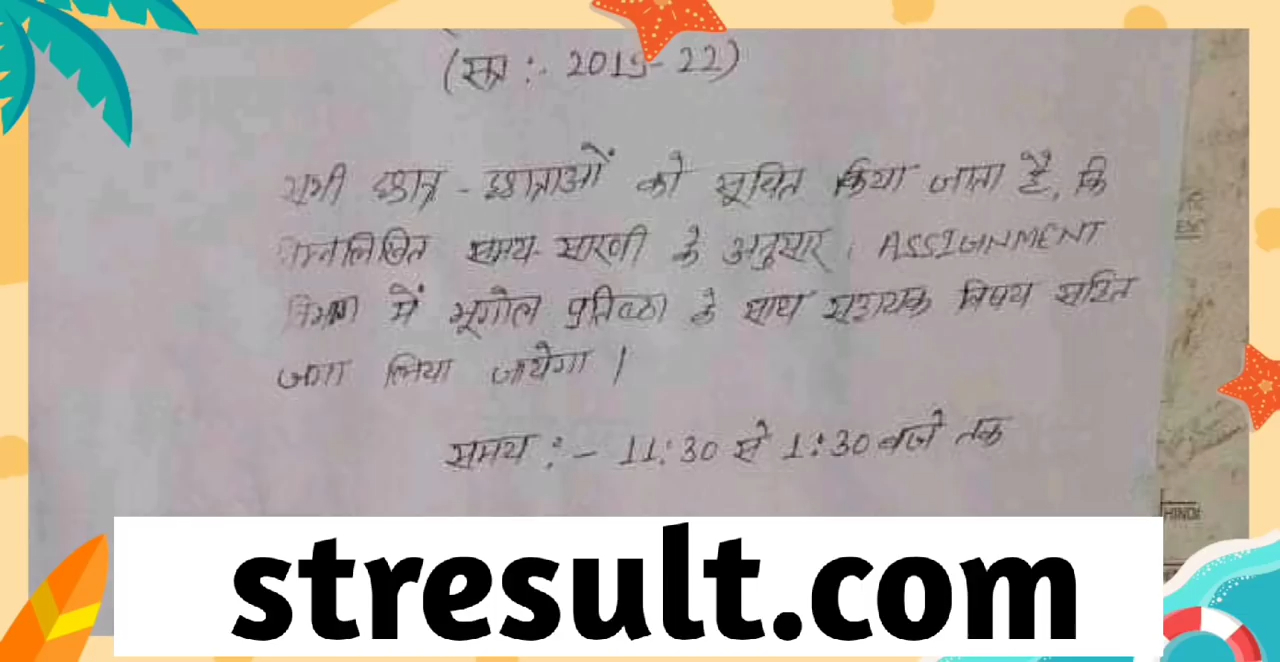 (सत्र :- 2019-22)
सभी छात्र - छात्राओं को सूचित किया जाता है, कि
निम्नलिखित समय-सारणी के अनुसार, ASSIGNMENT
विभाग में भूगोल प्रतिष्ठा के साथ सहायक विषय सहित
जमा लिया जायेगा ।
समय :- 11:30 से 1:30 बजे तक
HINDI
stresult.com